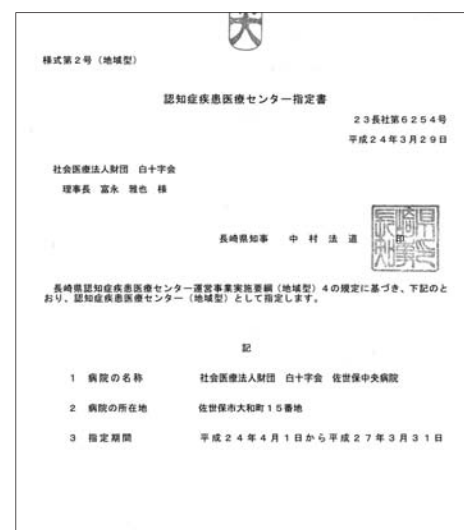 様式第２号（地域型）
認知症疾患医療センター指定書
２３長社第６２５４号
平成２４年３月２９日
社会医療法人財団　白十字会
理事長　富永　雅也　様
長崎県知事　中　村　法　道　印
長崎県認知症疾患医療センター運営事業実施要綱（地域型）４の規定に基づき、下記のと
おり、認知症疾患医療センター（地域型）として指定します。
記
１　病院の名称　社会医療法人財団　白十字会　佐世保中央病院
２　病院の所在地　佐世保市大和町１５番地
３　指定期間　平成２４年４月１日から平成２７年３月３１日